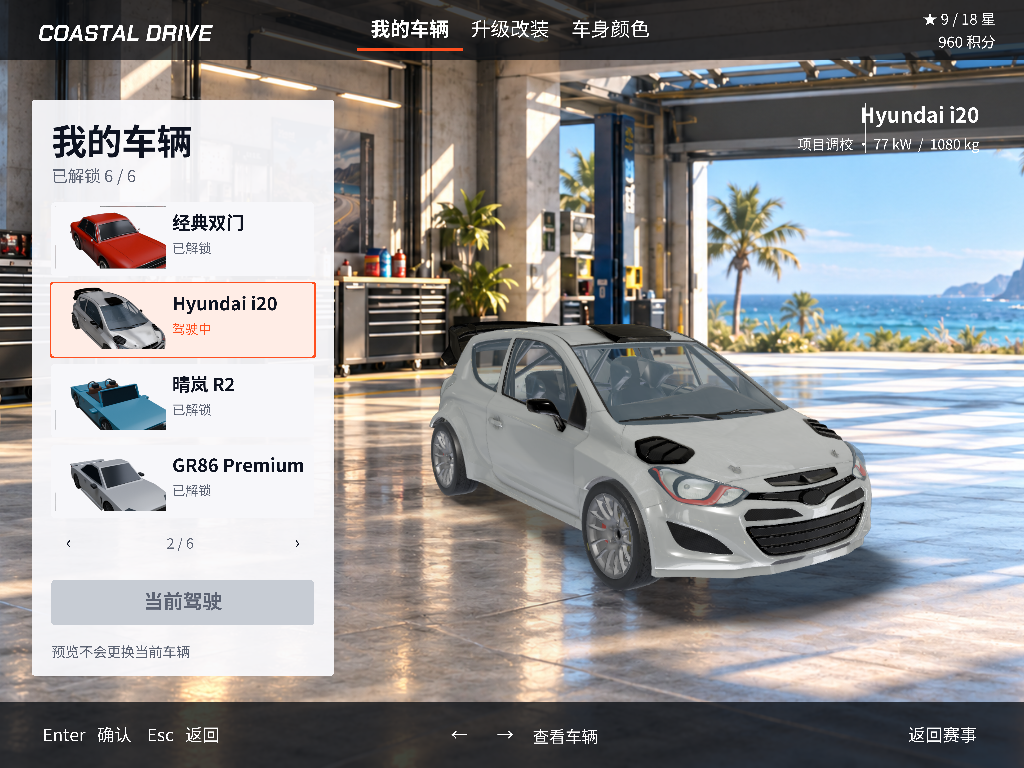 COASTAL DRIVE
我的车辆 升级改装 车身颜色
★ 9 / 18 星
960 积分
我的车辆
已解锁 6 / 6
经典双门
已解锁
Hyundai i20
驾驶中
晴岚 R2
已解锁
GR86 Premium
已解锁
‹ 2 / 6 ›
当前驾驶
预览不会更换当前车辆
Hyundai i20
项目调校 · 77 kW / 1080 kg
Enter 确认 Esc 返回
← → 查看车辆
返回赛事